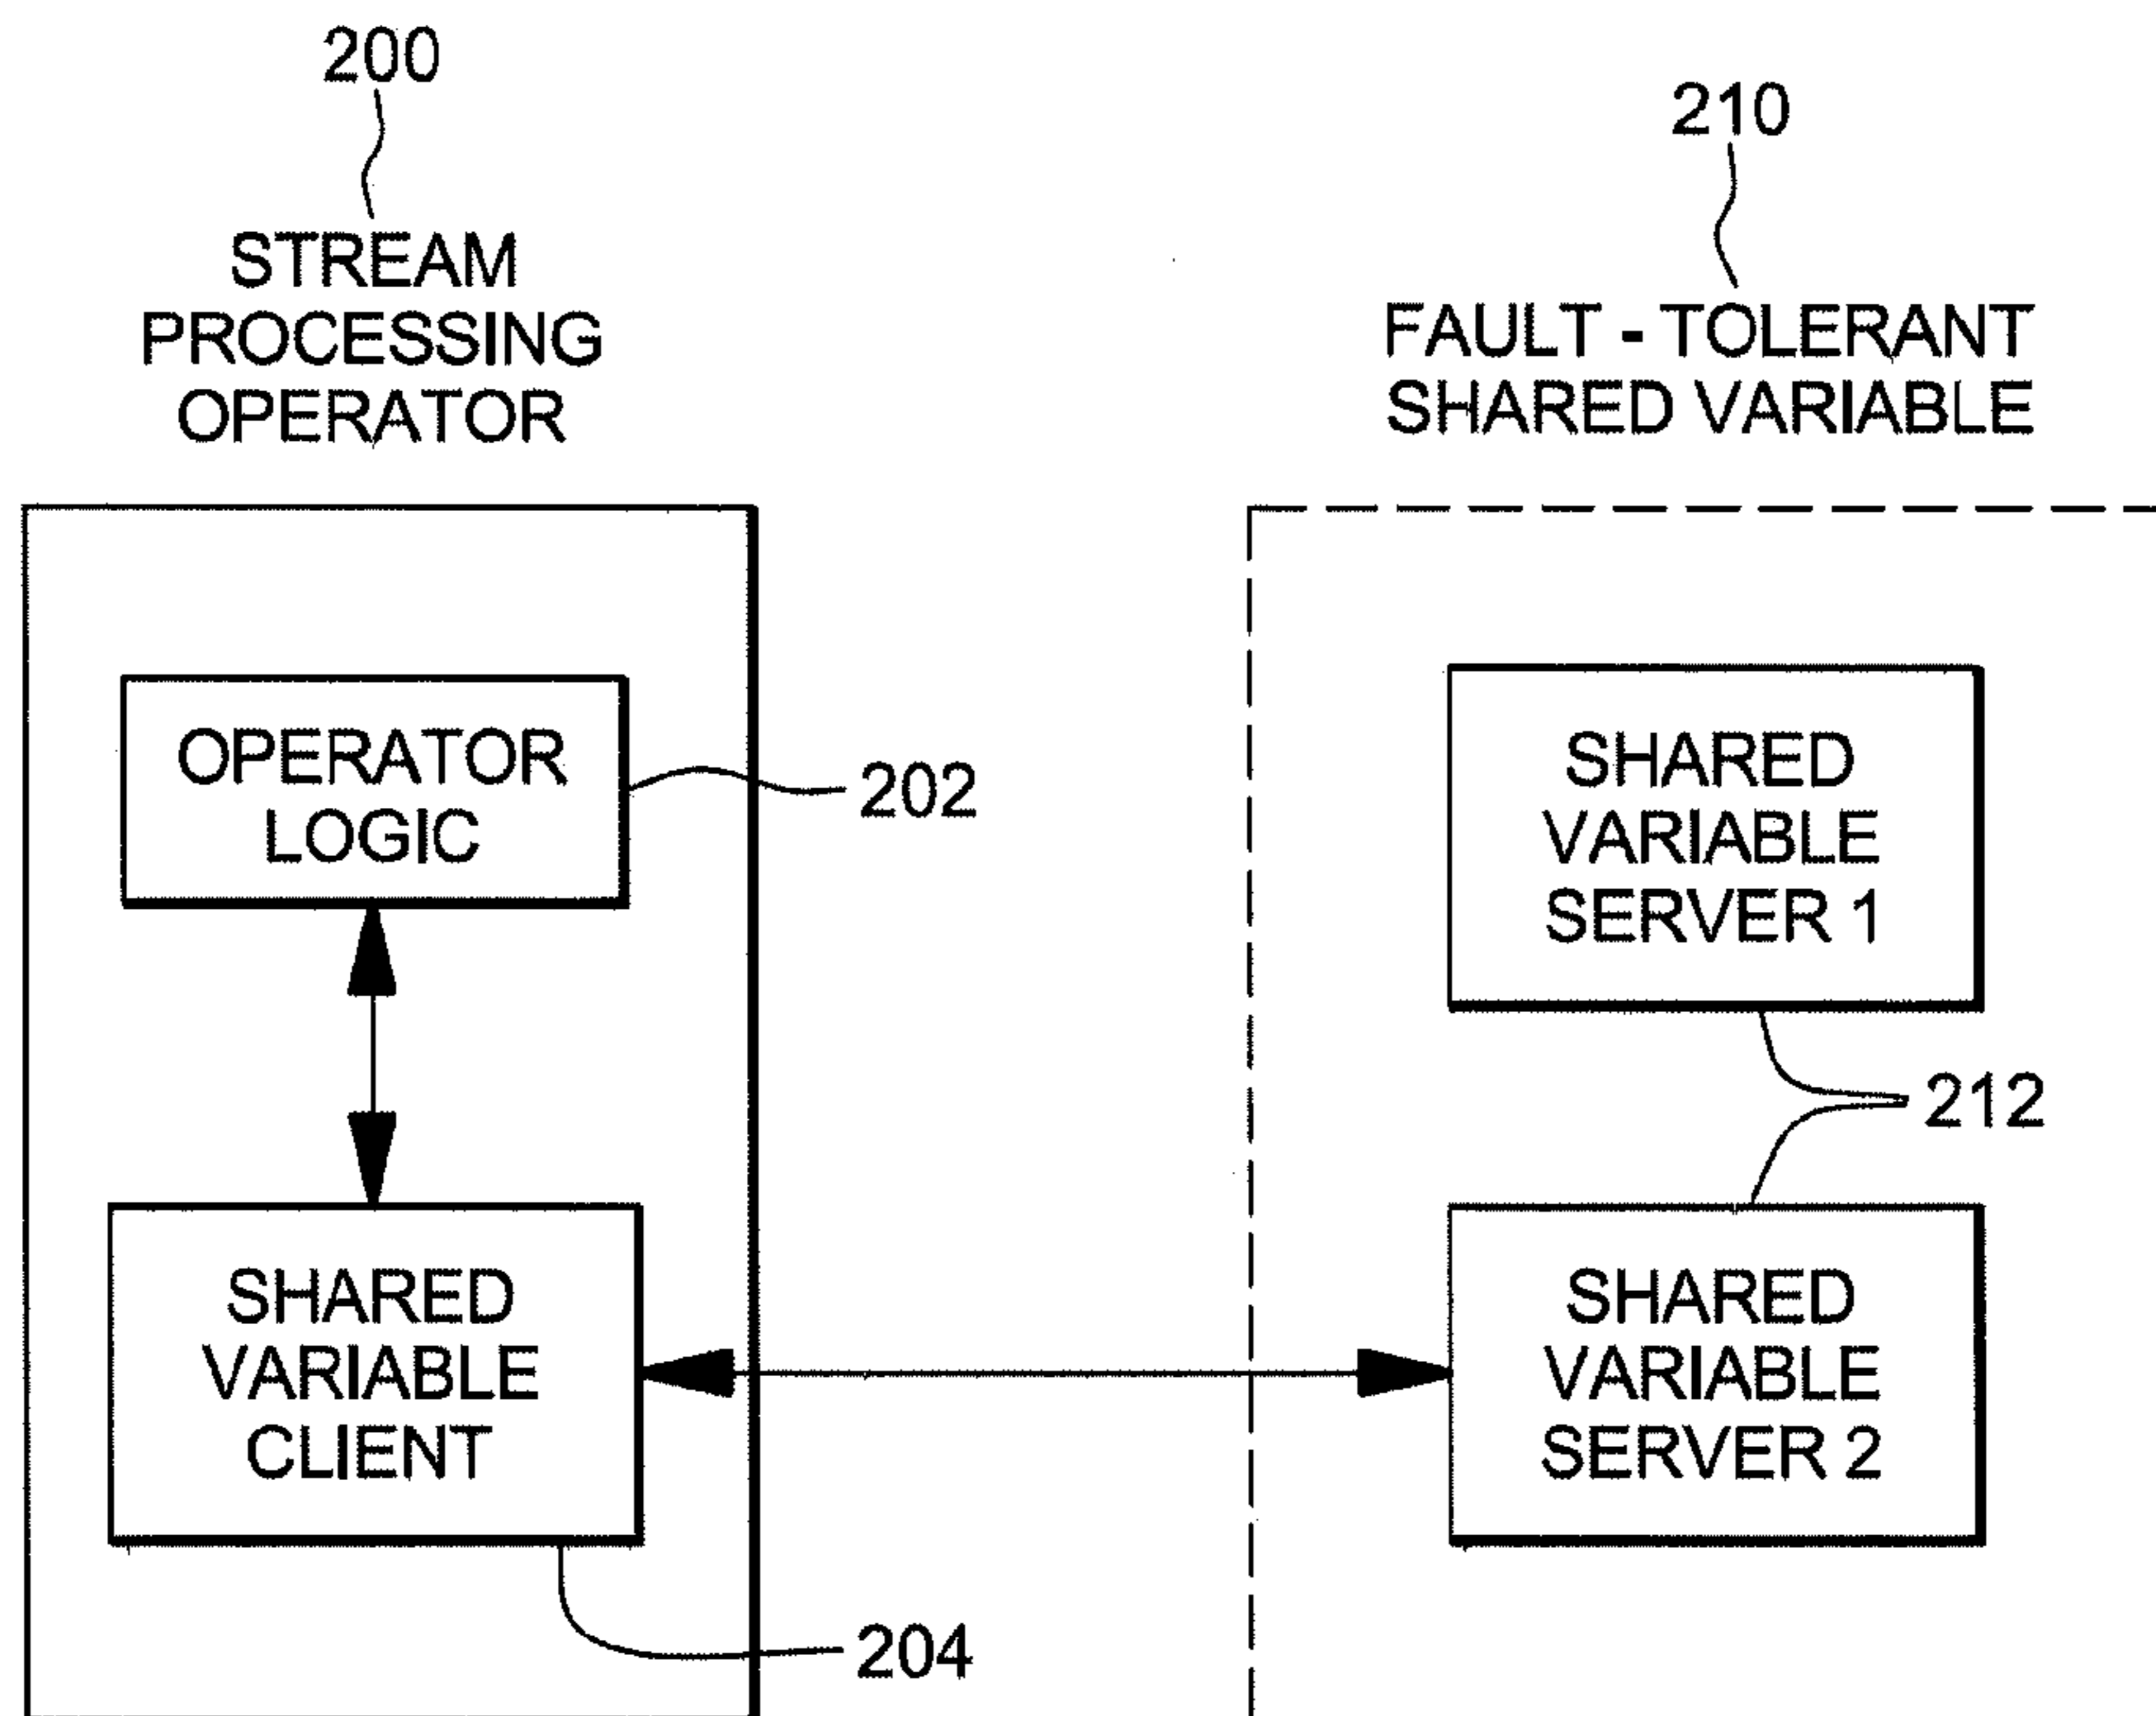 200
STREAM
PROCESSING
OPERATOR
210
FAULT - TOLERANT
SHARED VARIABLE
OPERATOR
LOGIC
202
SHARED
VARIABLE
CLIENT
204
SHARED
VARIABLE
SERVER 1
212
SHARED
VARIABLE
SERVER 2